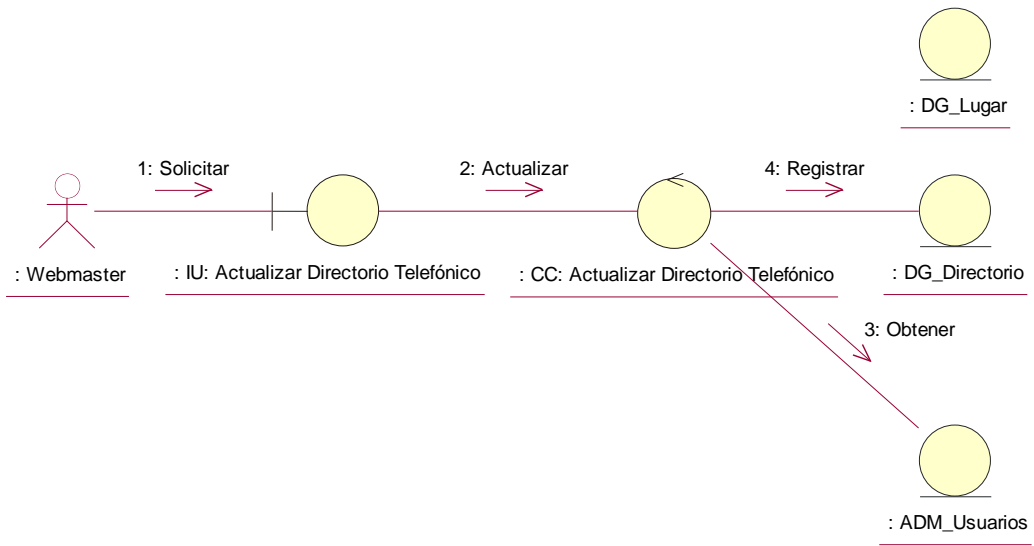 : DG_Lugar
1: Solicitar
2: Actualizar
4: Registrar
: Webmaster
: IU: Actualizar Directorio Telefónico
: CC: Actualizar Directorio Telefónico
: DG_Directorio
3: Obtener
: ADM_Usuarios